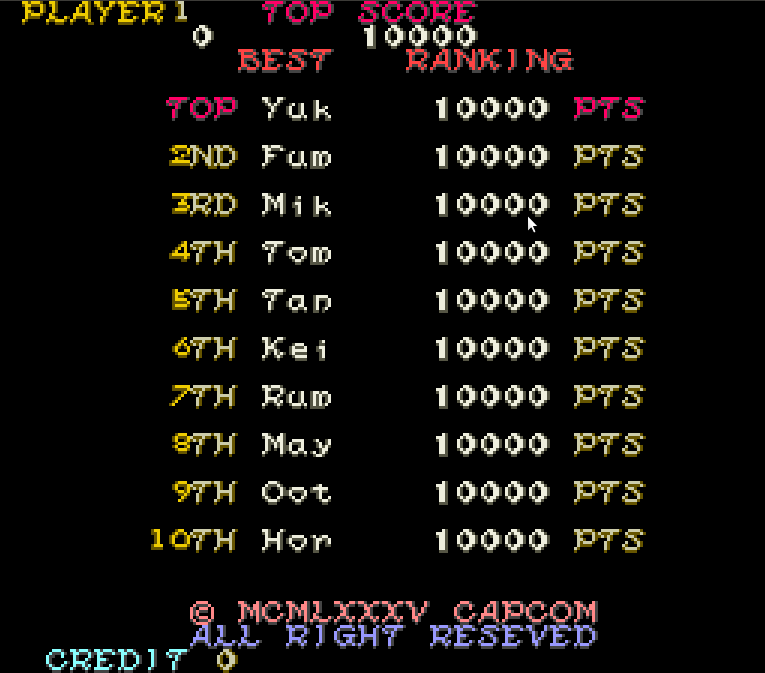 PLAYER 1 TOP SCORE
0 10000
BEST RANKING
TOP Yuk 10000 PTS
2ND Fum 10000 PTS
3RD Mik 10000 PTS
4TH Tom 10000 PTS
5TH Tan 10000 PTS
6TH Kei 10000 PTS
7TH Rum 10000 PTS
8TH May 10000 PTS
9TH Oot 10000 PTS
10TH Hor 10000 PTS
© MCMLXXXV CAPCOM
ALL RIGHT RESEVED
CREDIT 0